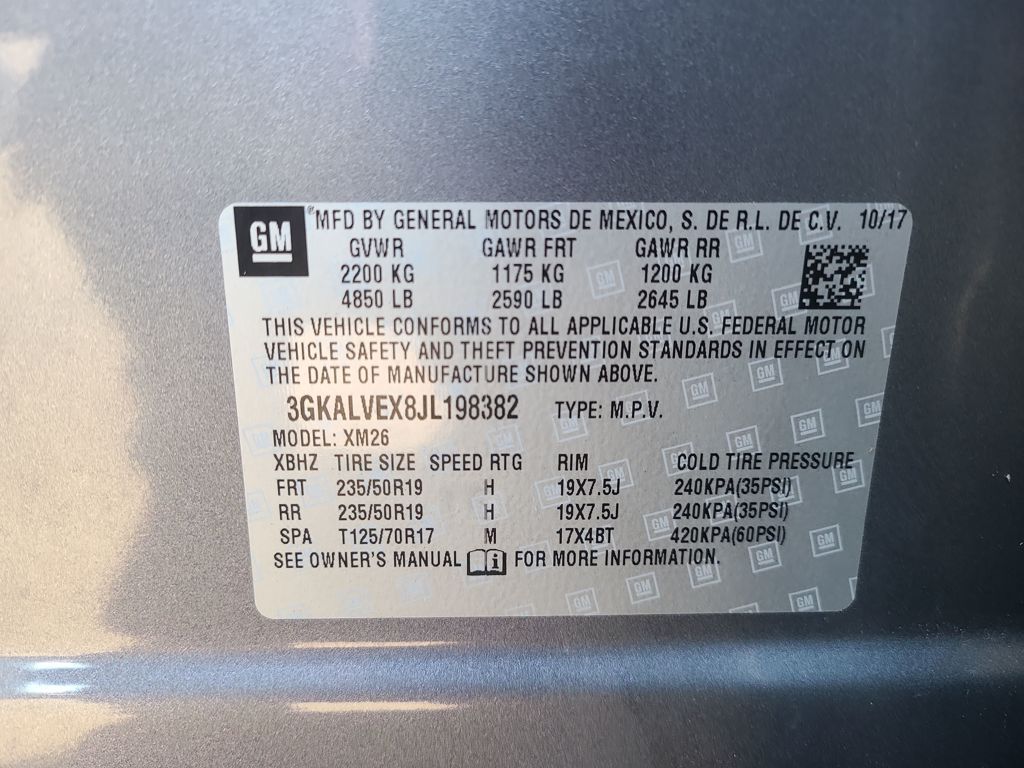 GM
®MFD BY GENERAL MOTORS DE MEXICO, S. DE R.L. DE C.V. 10/17
GVWR GAWR FRT GAWR RR
2200 KG 1175 KG 1200 KG
4850 LB 2590 LB 2645 LB
THIS VEHICLE CONFORMS TO ALL APPLICABLE U.S. FEDERAL MOTOR
VEHICLE SAFETY AND THEFT PREVENTION STANDARDS IN EFFECT ON
THE DATE OF MANUFACTURE SHOWN ABOVE.
3GKALVEX8JL198382 TYPE: M.P.V.
MODEL: XM26
XBHZ TIRE SIZE SPEED RTG RIM COLD TIRE PRESSURE
FRT 235/50R19 H 19X7.5J 240KPA(35PSI)
RR 235/50R19 H 19X7.5J 240KPA(35PSI)
SPA T125/70R17 M 17X4BT 420KPA(60PSI)
SEE OWNER'S MANUAL i FOR MORE INFORMATION.